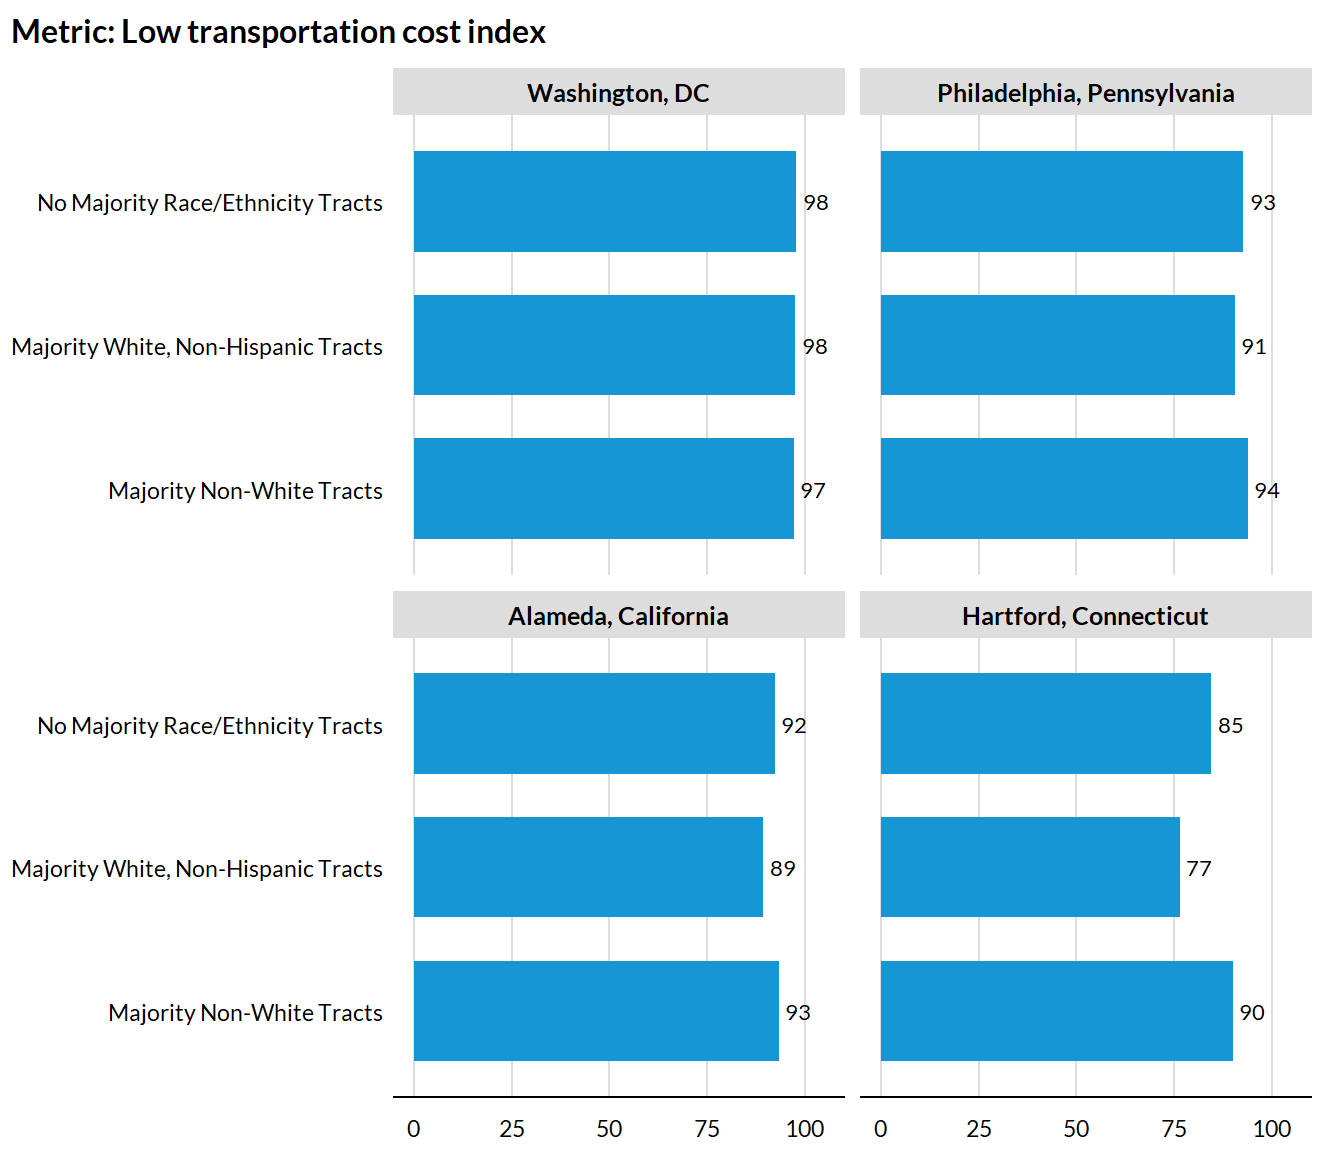 Metric: Low transportation cost index
Washington, DC
Philadelphia, Pennsylvania
No Majority Race/Ethnicity Tracts
98
93
Majority White, Non-Hispanic Tracts
98
91
Majority Non-White Tracts
97
94
Alameda, California
Hartford, Connecticut
No Majority Race/Ethnicity Tracts
92
85
Majority White, Non-Hispanic Tracts
89
77
Majority Non-White Tracts
93
90
0 25 50 75 100
0 25 50 75 100